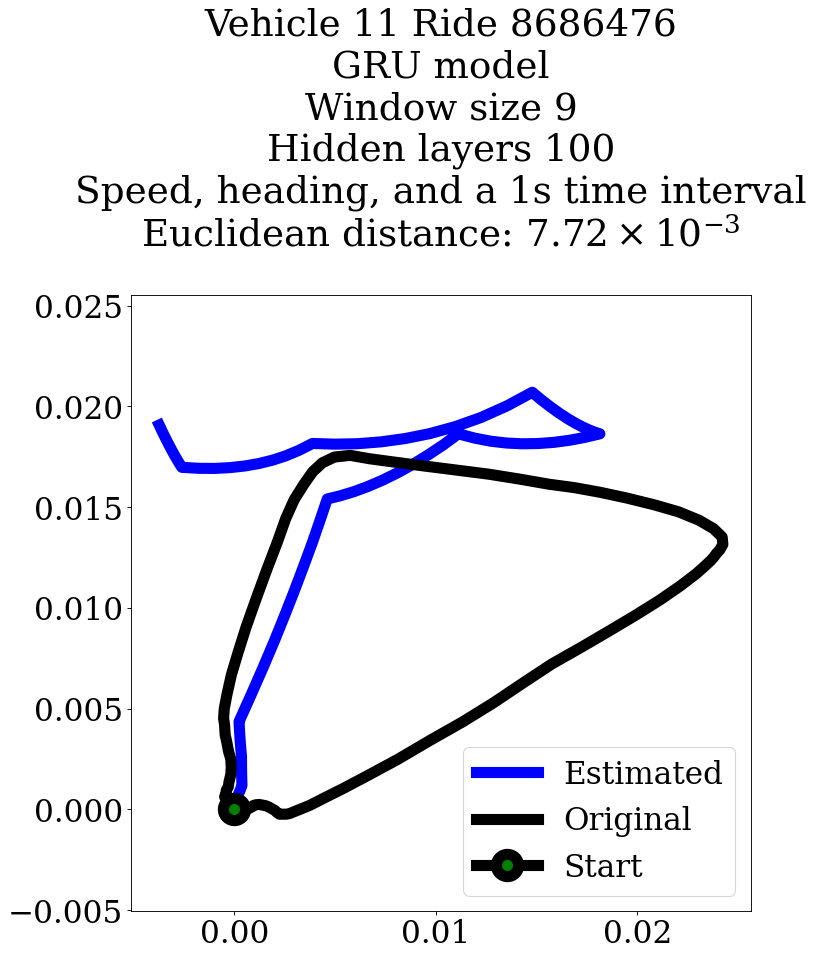 Vehicle 11 Ride 8686476
GRU model
Window size 9
Hidden layers 100
Speed, heading, and a 1s time interval
Euclidean distance: 7.72 × 10⁻³
0.025
0.020
0.015
0.010
0.005
0.000
−0.005
0.00 0.01 0.02
Estimated
Original
Start